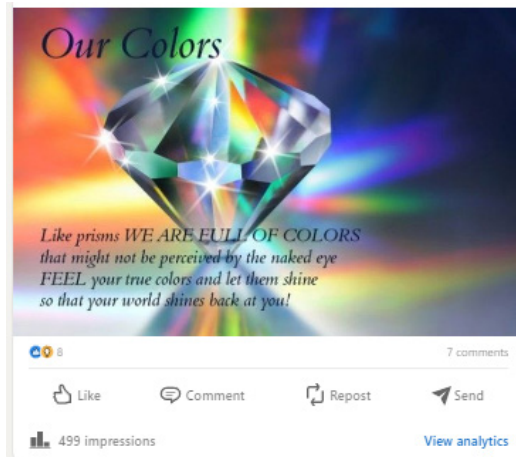 Our Colors
Like prisms WE ARE FULL OF COLORS
that might not be perceived by the naked eye
FEEL your true colors and let them shine
so that your world shines back at you!
8
7 comments
Like
Comment
Repost
Send
499 impressions
View analytics